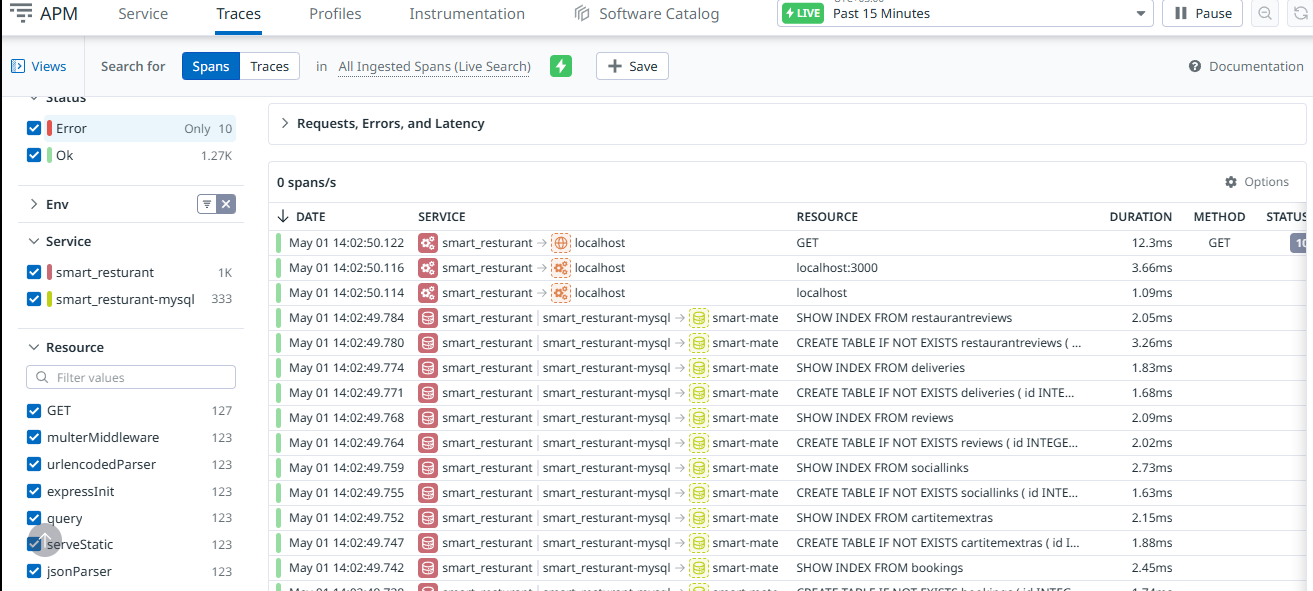 APM Service Traces Profiles Instrumentation Software Catalog LIVE Past 15 Minutes Pause
Views Search for Spans Traces in All Ingested Spans (Live Search) + Save Documentation
Status
Error Only 10
Ok 1.27K
Env
Service
smart_resturant 1K
smart_resturant-mysql 333
Resource
Filter values
GET 127
multerMiddleware 123
urlencodedParser 123
expressInit 123
query 123
serveStatic 123
jsonParser 123
Requests, Errors, and Latency
0 spans/s Options
DATE SERVICE RESOURCE DURATION METHOD STATUS
May 01 14:02:50.122 smart_resturant → localhost GET 12.3ms GET 10
May 01 14:02:50.116 smart_resturant → localhost localhost:3000 3.66ms
May 01 14:02:50.114 smart_resturant → localhost localhost 1.09ms
May 01 14:02:49.784 smart_resturant | smart_resturant-mysql → smart-mate SHOW INDEX FROM restaurantreviews 2.05ms
May 01 14:02:49.780 smart_resturant | smart_resturant-mysql → smart-mate CREATE TABLE IF NOT EXISTS restaurantreviews ( ... 3.26ms
May 01 14:02:49.774 smart_resturant | smart_resturant-mysql → smart-mate SHOW INDEX FROM deliveries 1.83ms
May 01 14:02:49.771 smart_resturant | smart_resturant-mysql → smart-mate CREATE TABLE IF NOT EXISTS deliveries ( id INTE... 1.68ms
May 01 14:02:49.768 smart_resturant | smart_resturant-mysql → smart-mate SHOW INDEX FROM reviews 2.09ms
May 01 14:02:49.764 smart_resturant | smart_resturant-mysql → smart-mate CREATE TABLE IF NOT EXISTS reviews ( id INTEGE... 2.02ms
May 01 14:02:49.759 smart_resturant | smart_resturant-mysql → smart-mate SHOW INDEX FROM sociallinks 2.73ms
May 01 14:02:49.755 smart_resturant | smart_resturant-mysql → smart-mate CREATE TABLE IF NOT EXISTS sociallinks ( id INTE... 1.63ms
May 01 14:02:49.752 smart_resturant | smart_resturant-mysql → smart-mate SHOW INDEX FROM cartitemextras 2.15ms
May 01 14:02:49.747 smart_resturant | smart_resturant-mysql → smart-mate CREATE TABLE IF NOT EXISTS cartitemextras ( id I... 1.88ms
May 01 14:02:49.742 smart_resturant | smart_resturant-mysql → smart-mate SHOW INDEX FROM bookings 2.45ms